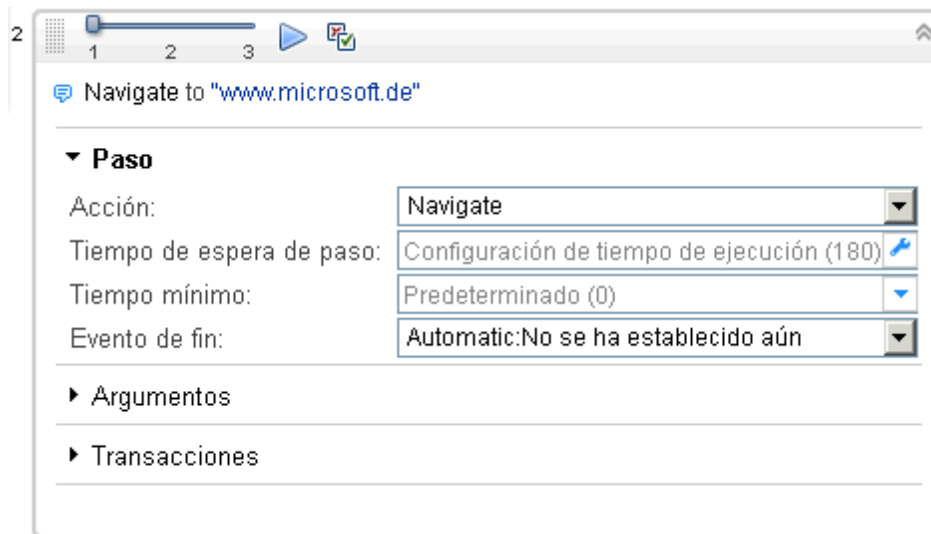 2
1 2 3
Navigate to "www.microsoft.de"
Paso
Acción: Navigate
Tiempo de espera de paso: Configuración de tiempo de ejecución (180)
Tiempo mínimo: Predeterminado (0)
Evento de fin: Automatic:No se ha establecido aún
Argumentos
Transacciones